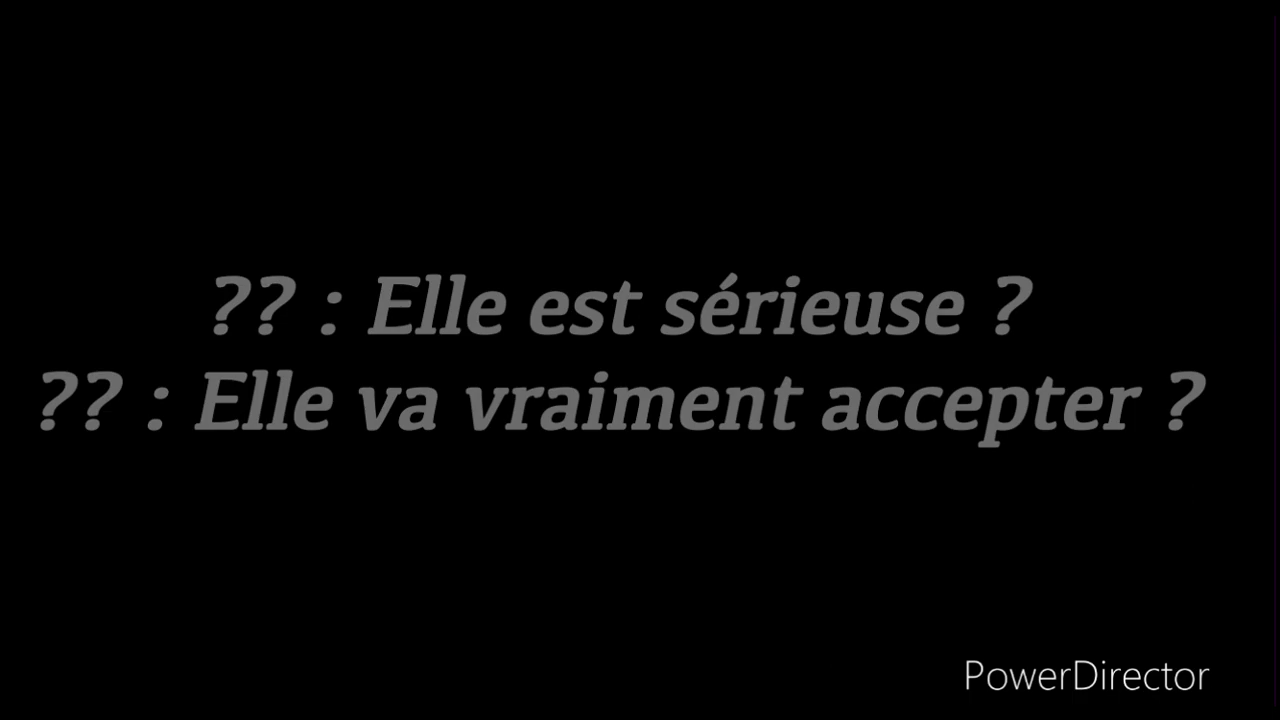 ?? : Elle est sérieuse ?
?? : Elle va vraiment accepter ?
PowerDirector